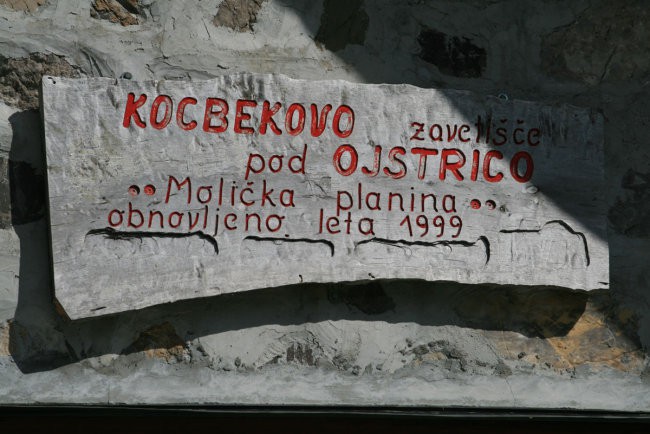 KOCBEKOVO zavetišče
pod OJSTRICO
••Molička planina••
obnovljeno leta 1999